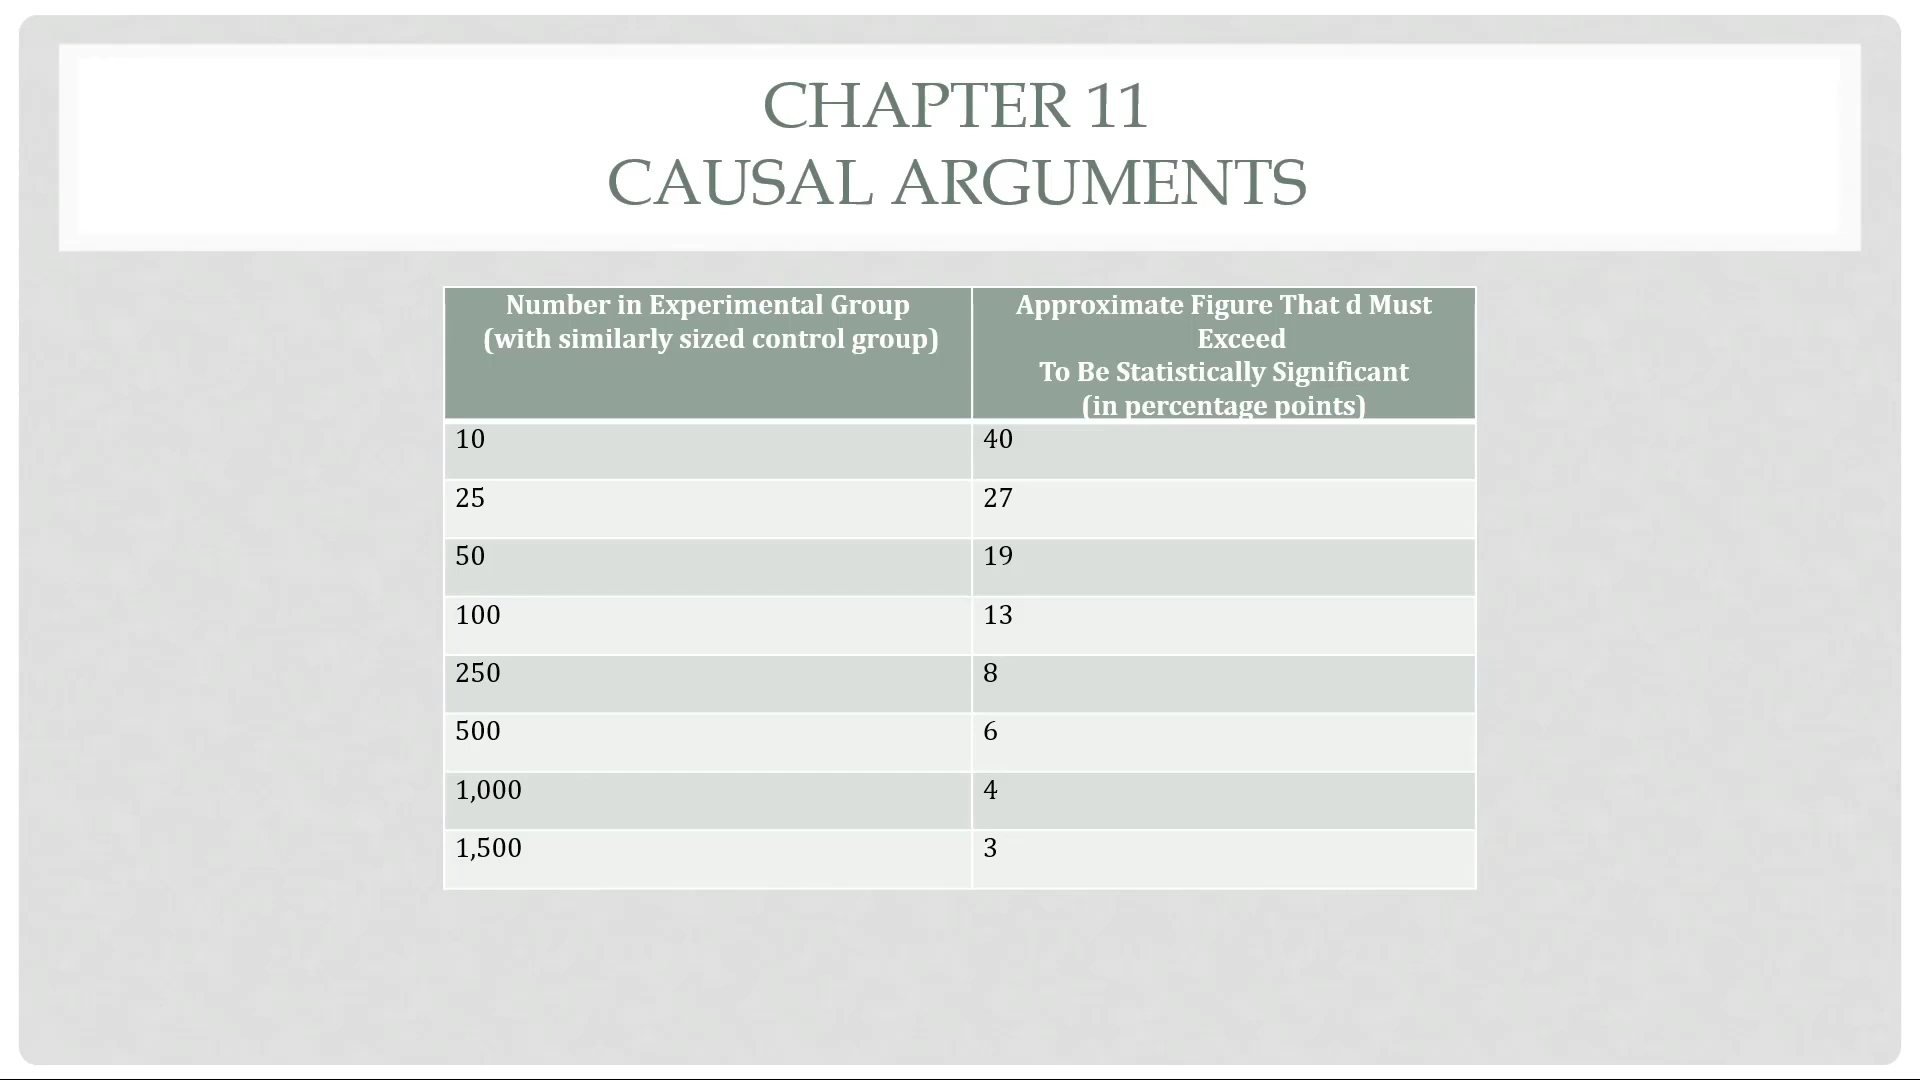 CHAPTER 11
CAUSAL ARGUMENTS
Number in Experimental Group
(with similarly sized control group)
Approximate Figure That d Must
Exceed
To Be Statistically Significant
(in percentage points)
10 40
25 27
50 19
100 13
250 8
500 6
1,000 4
1,500 3